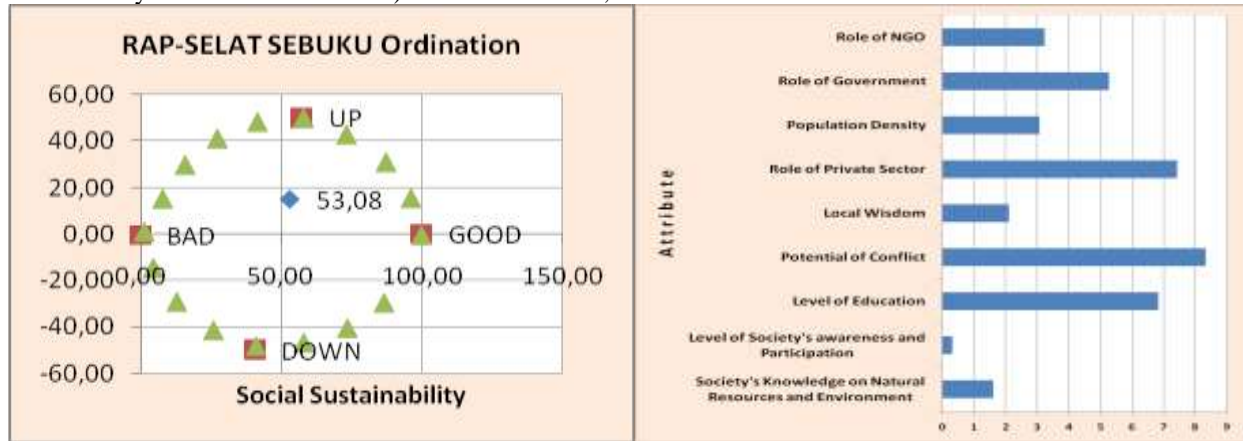 RAP-SELAT SEBUKU Ordination
60,00
40,00
20,00
0,00
-20,00
-40,00
-60,00
UP
53,08
BAD
GOOD
DOWN
0,00
50,00
100,00
150,00
Social Sustainability
Attribute
Role of NGO
Role of Government
Population Density
Role of Private Sector
Local Wisdom
Potential of Conflict
Level of Education
Level of Society's awareness and
Participation
Society's Knowledge on Natural
Resources and Environment
0 1 2 3 4 5 6 7 8 9